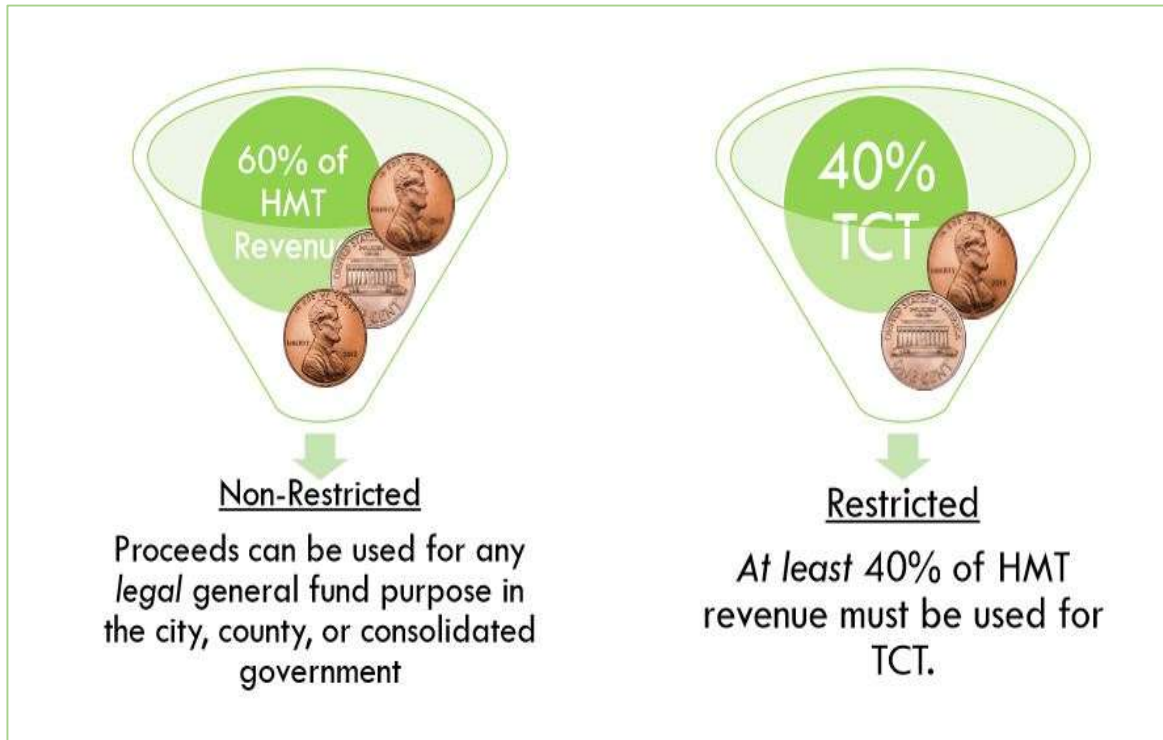 60% of
HMT
Revenue
Non-Restricted
Proceeds can be used for any
legal general fund purpose in
the city, county, or consolidated
government
40%
TCT
Restricted
At least 40% of HMT
revenue must be used for
TCT.